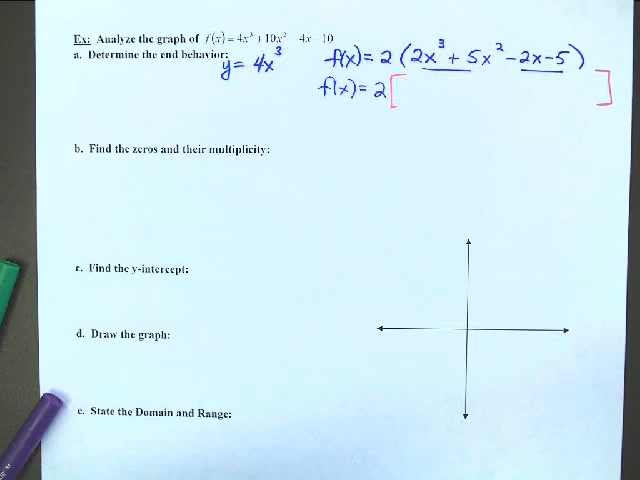 Ex: Analyze the graph of f(x) = 4x³ + 10x² 4x 10
a. Determine the end behavior: y = 4x³
f(x) = 2 (2x³ + 5x² - 2x - 5)
f(x) = 2 [ ]
b. Find the zeros and their multiplicity:
c. Find the y-intercept:
d. Draw the graph:
e. State the Domain and Range: